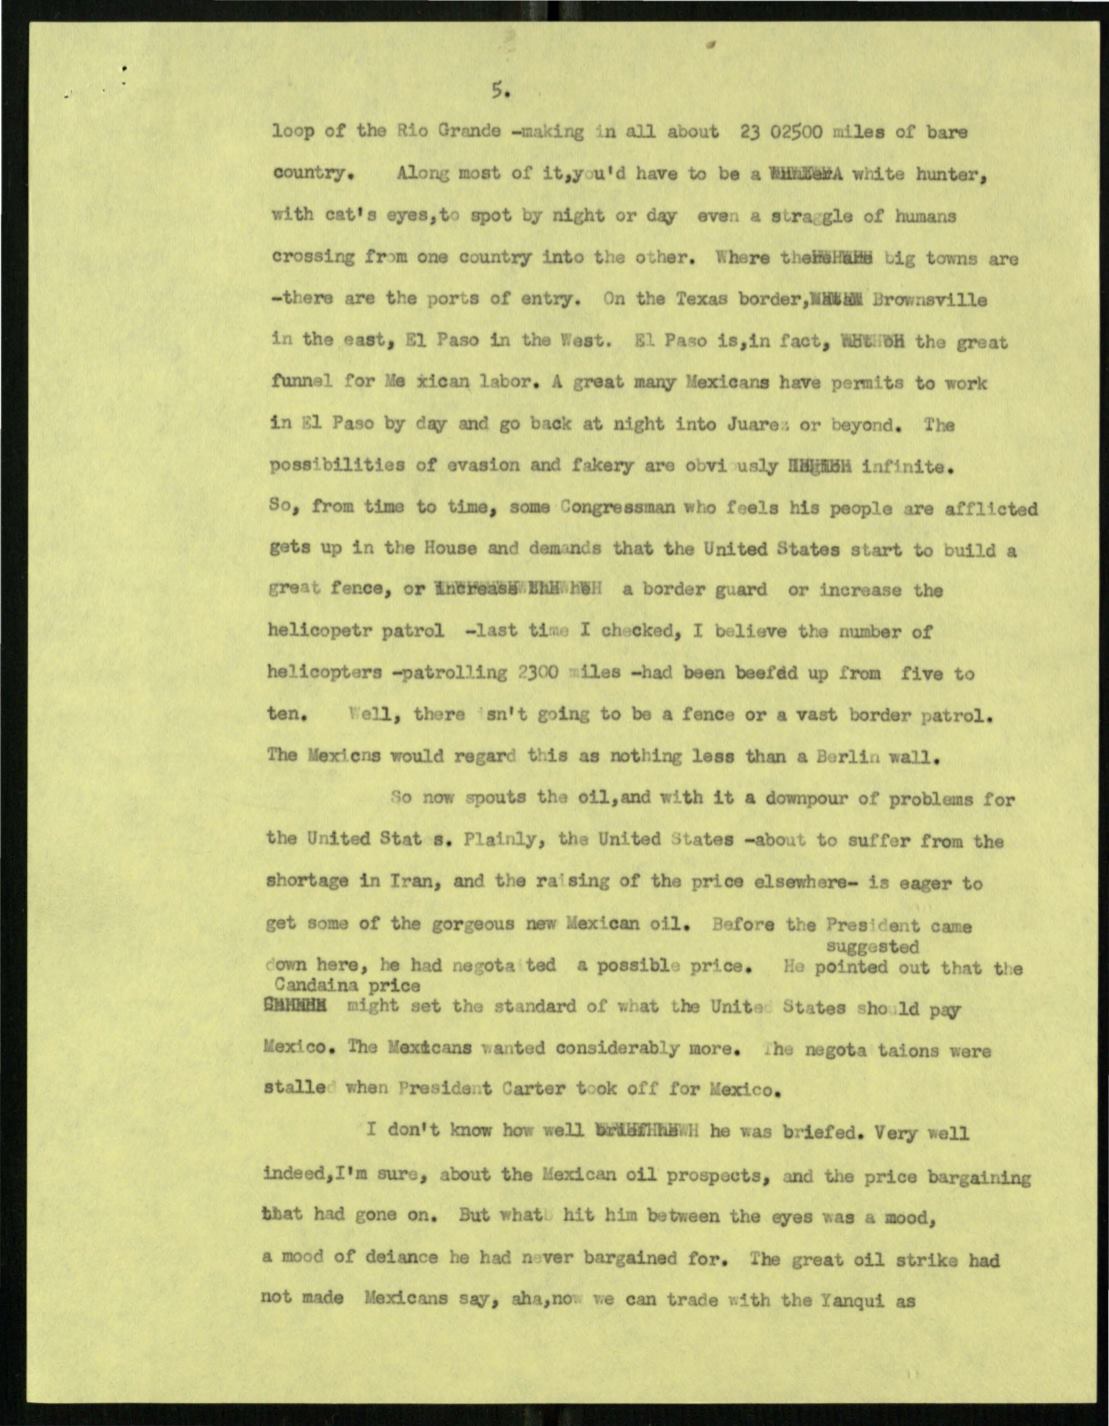 5.
loop of the Rio Grande -making in all about 23 02500 miles of bare
country. Along most of it,you'd have to be a white hunter,
with cat's eyes,to spot by night or day even a straggle of humans
crossing from one country into the other. Where the big towns are
-there are the ports of entry. On the Texas border, Brownsville
in the east, El Paso in the West. El Paso is,in fact, the great
funnel for Me xican labor. A great many Mexicans have permits to work
in El Paso by day and go back at night into Juarez or beyond. The
possibilities of evasion and fakery are obvi usly infinite.
So, from time to time, some Congressman who feels his people are afflicted
gets up in the House and demands that the United States start to build a
great fence, or increase a border guard or increase the
helicopetr patrol -last time I checked, I believe the number of
helicopters -patrolling 2300 miles -had been beefdd up from five to
ten. Well, there isn't going to be a fence or a vast border patrol.
The Mexicns would regard this as nothing less than a Berlin wall.
So now spouts the oil,and with it a downpour of problems for
the United Stat s. Plainly, the United States -about to suffer from the
shortage in Iran, and the raising of the price elsewhere- is eager to
get some of the gorgeous new Mexican oil. Before the President came
suggested
down here, he had negota ted a possible price. He pointed out that the
Candaina price
might set the standard of what the United States should pay
Mexico. The Mexicans wanted considerably more. The negota taions were
stalled when President Carter took off for Mexico.
I don't know how well he was briefed. Very well
indeed,I'm sure, about the Mexican oil prospects, and the price bargaining
that had gone on. But what hit him between the eyes was a mood,
a mood of deiance he had never bargained for. The great oil strike had
not made Mexicans say, aha,now we can trade with the Yanqui as